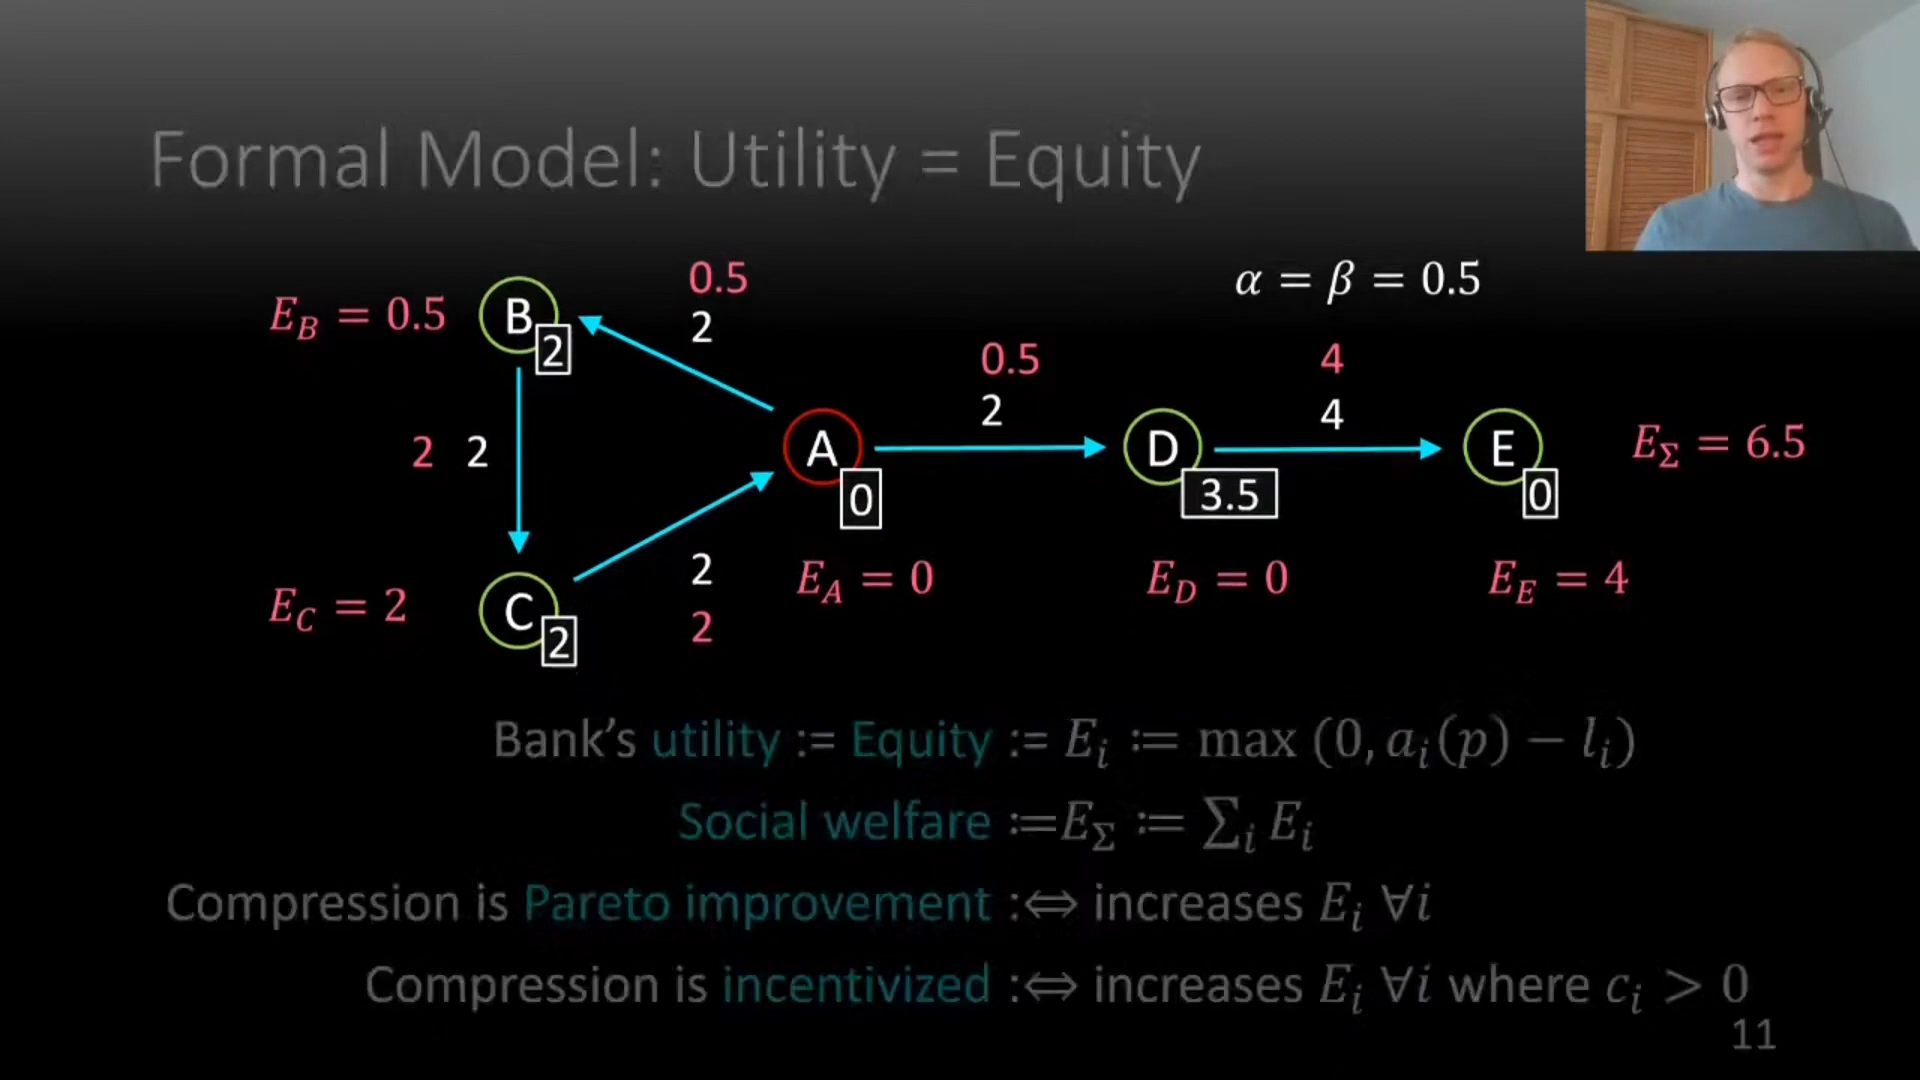 Formal Model: Utility = Equity
0.5
α = β = 0.5
E_B = 0.5
B
2
2
0.5
4
2
4
2 2
A
0
D
3.5
E
0
E_Σ = 6.5
E_C = 2
C
2
2
2
E_A = 0
E_D = 0
E_E = 4
Bank's utility := Equity := E_i := max (0, a_i(p) − l_i)
Social welfare :=E_Σ := ∑_i E_i
Compression is Pareto improvement :⇔ increases E_i ∀i
Compression is incentivized :⇔ increases E_i ∀i where c_i > 0
11